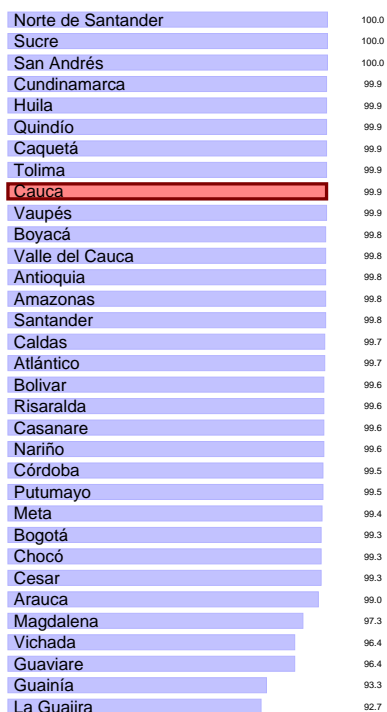 Norte de Santander 100.0
Sucre 100.0
San Andrés 100.0
Cundinamarca 99.9
Huila 99.9
Quindío 99.9
Caquetá 99.9
Tolima 99.9
Cauca 99.9
Vaupés 99.9
Boyacá 99.8
Valle del Cauca 99.8
Antioquia 99.8
Amazonas 99.8
Santander 99.8
Caldas 99.7
Atlántico 99.7
Bolivar 99.6
Risaralda 99.6
Casanare 99.6
Nariño 99.6
Córdoba 99.5
Putumayo 99.5
Meta 99.4
Bogotá 99.3
Chocó 99.3
Cesar 99.3
Arauca 99.0
Magdalena 97.3
Vichada 96.4
Guaviare 96.4
Guainía 93.3
La Guajira 92.7